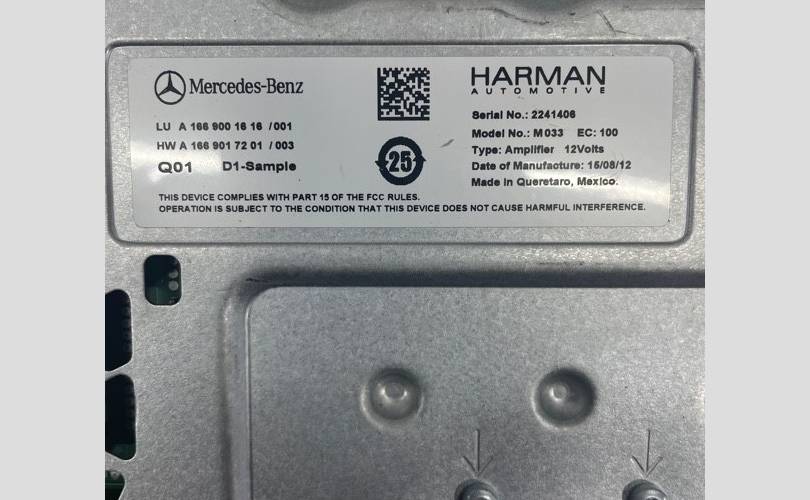 Mercedes-Benz
LU A 166 900 16 16 /001
HW A 166 901 72 01 /003
Q01 D1-Sample
25
HARMAN
AUTOMOTIVE
Serial No.: 2241406
Model No.: M033 EC: 100
Type: Amplifier 12Volts
Date of Manufacture: 15/08/12
Made in Queretaro, Mexico.
THIS DEVICE COMPLIES WITH PART 15 OF THE FCC RULES.
OPERATION IS SUBJECT TO THE CONDITION THAT THIS DEVICE DOES NOT CAUSE HARMFUL INTERFERENCE.